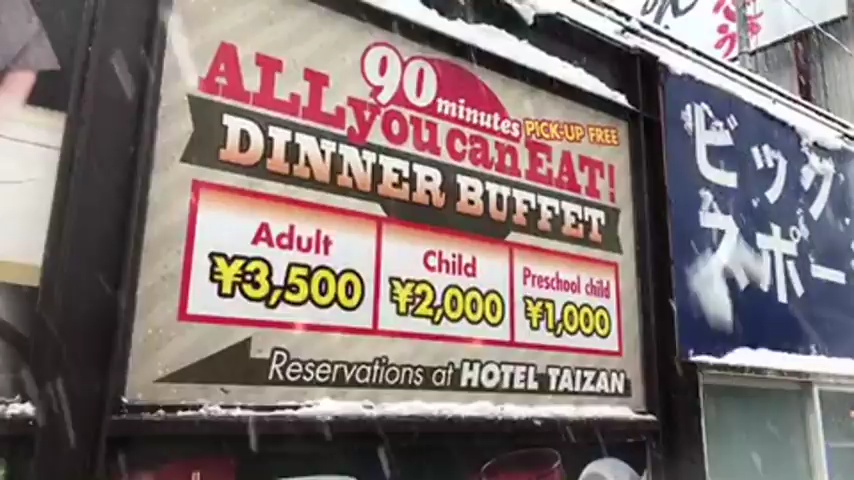 90 minutes
ALL you can EAT!
PICK-UP FREE
DINNER BUFFET
Adult
¥3,500
Child
¥2,000
Preschool child
¥1,000
Reservations at HOTEL TAIZAN
ビック
スポー